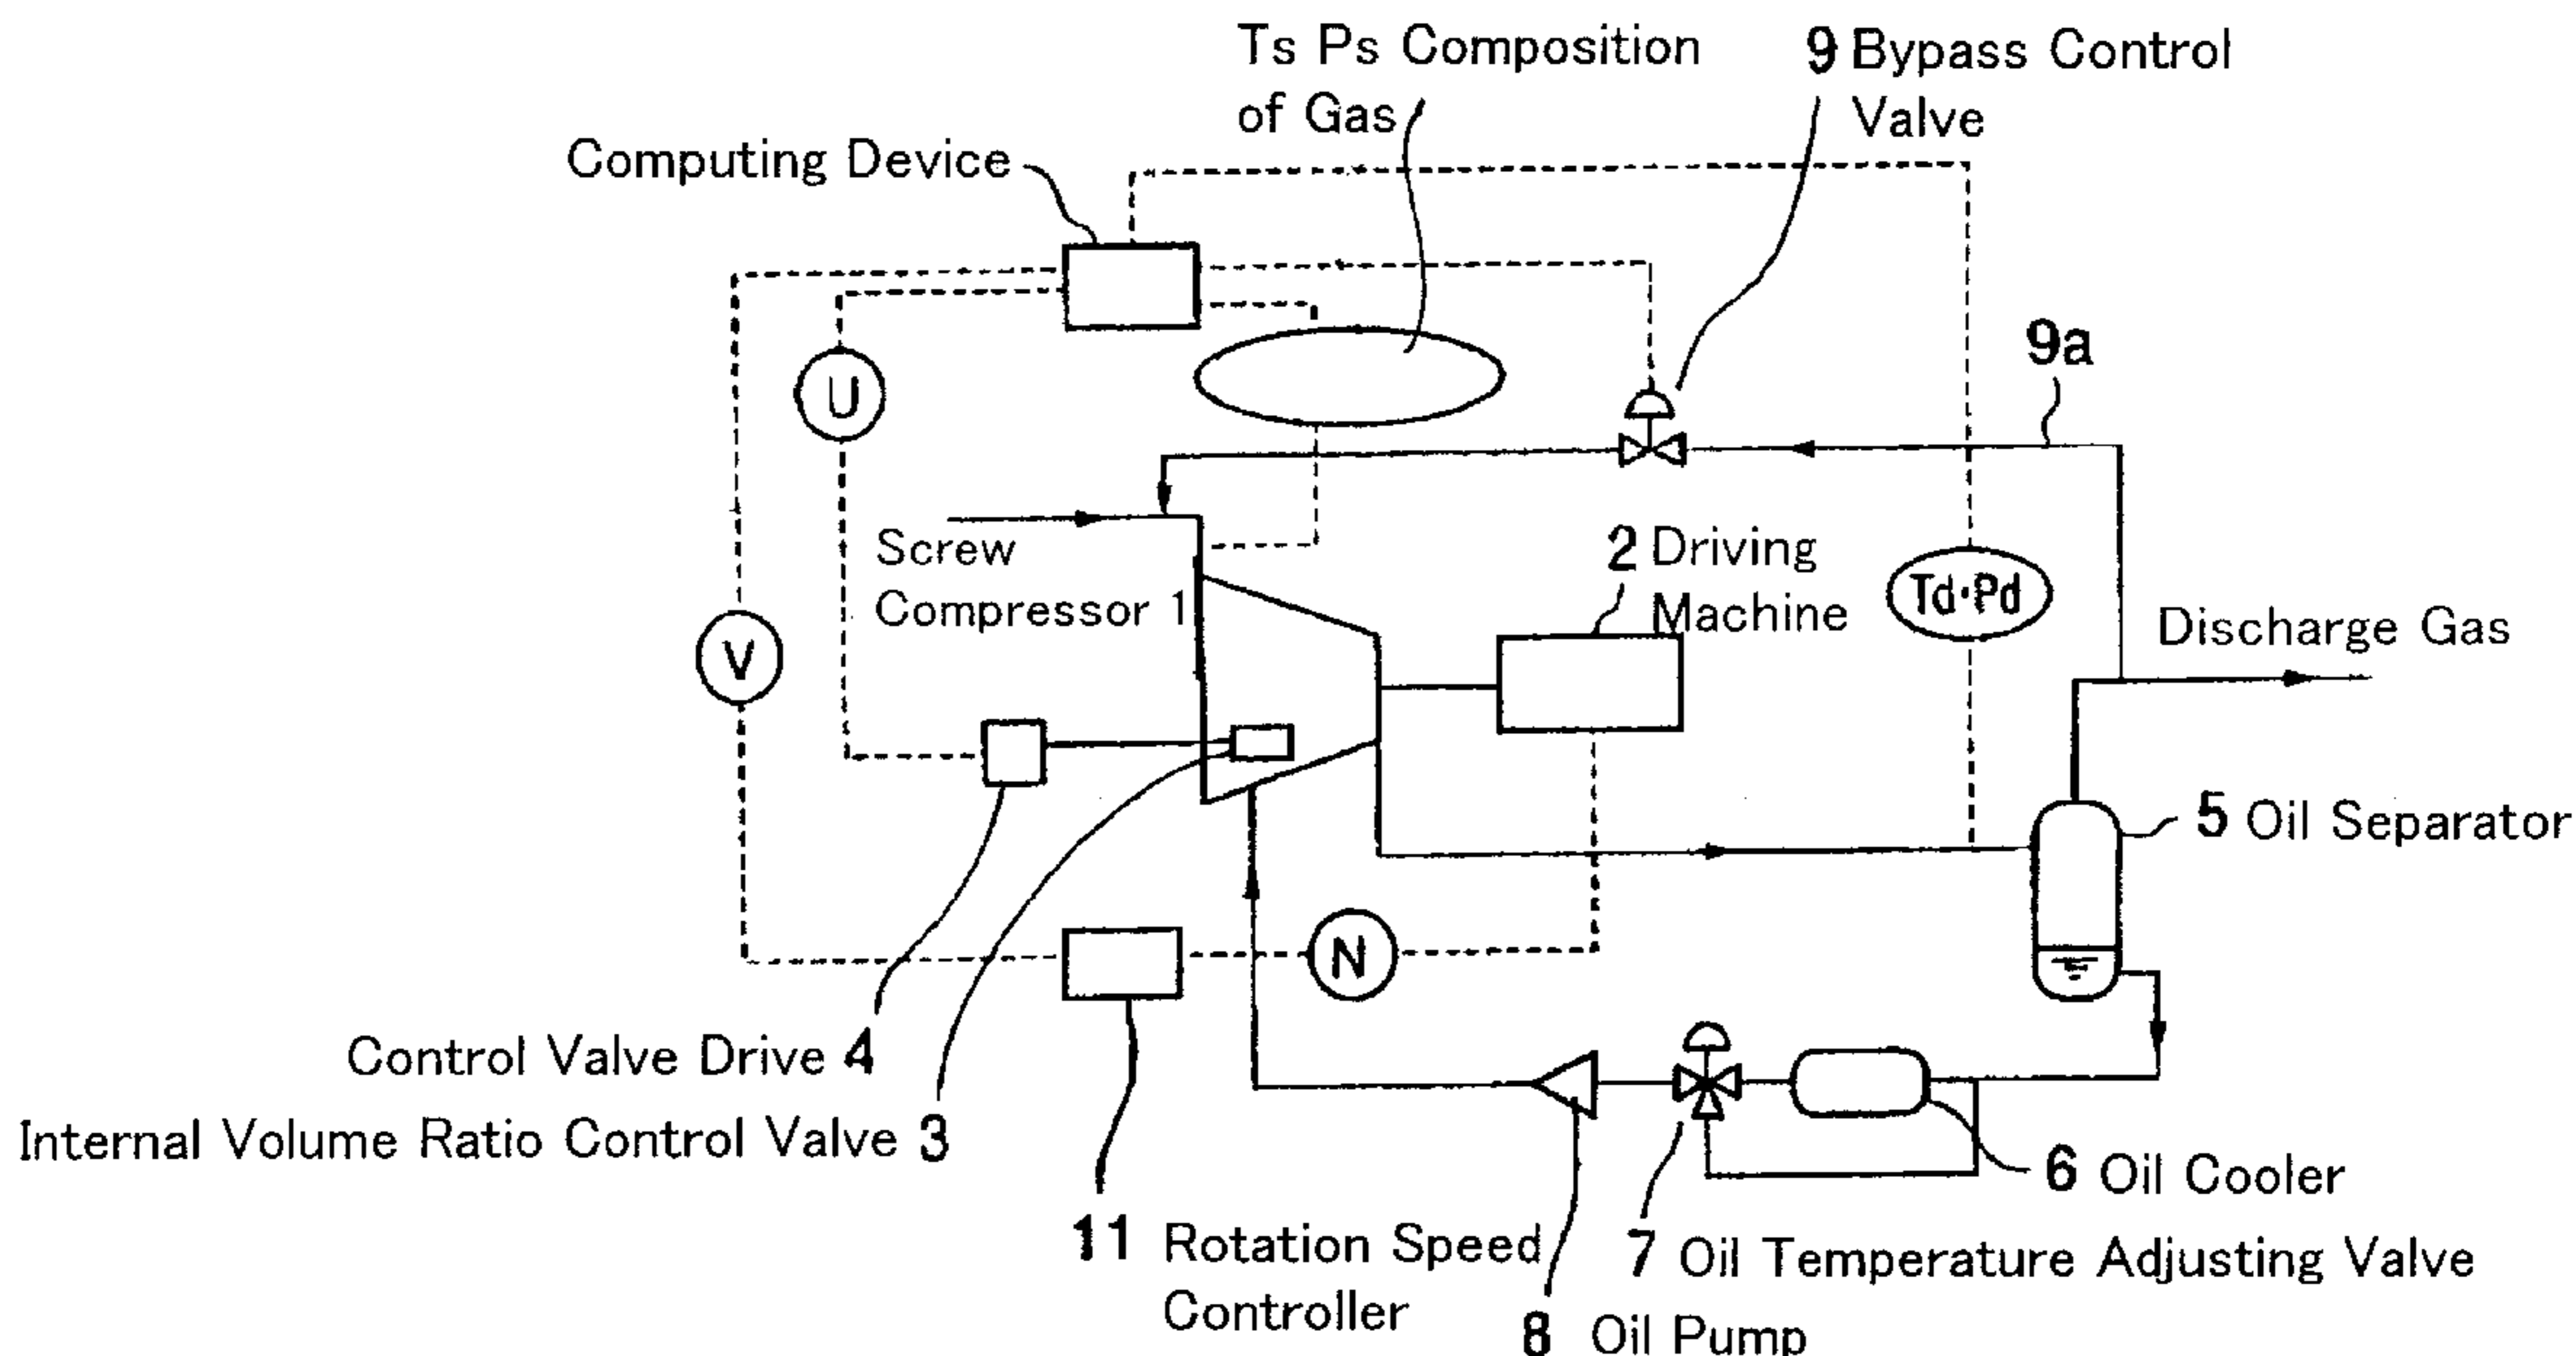 Ts Ps Composition
of Gas
9 Bypass Control
Valve
Computing Device
9a
U
Screw
Compressor 1
2 Driving
Machine
Td·Pd
Discharge Gas
V
5 Oil Separator
N
Control Valve Drive 4
Internal Volume Ratio Control Valve 3
6 Oil Cooler
11 Rotation Speed
Controller
7 Oil Temperature Adjusting Valve
8 Oil Pump